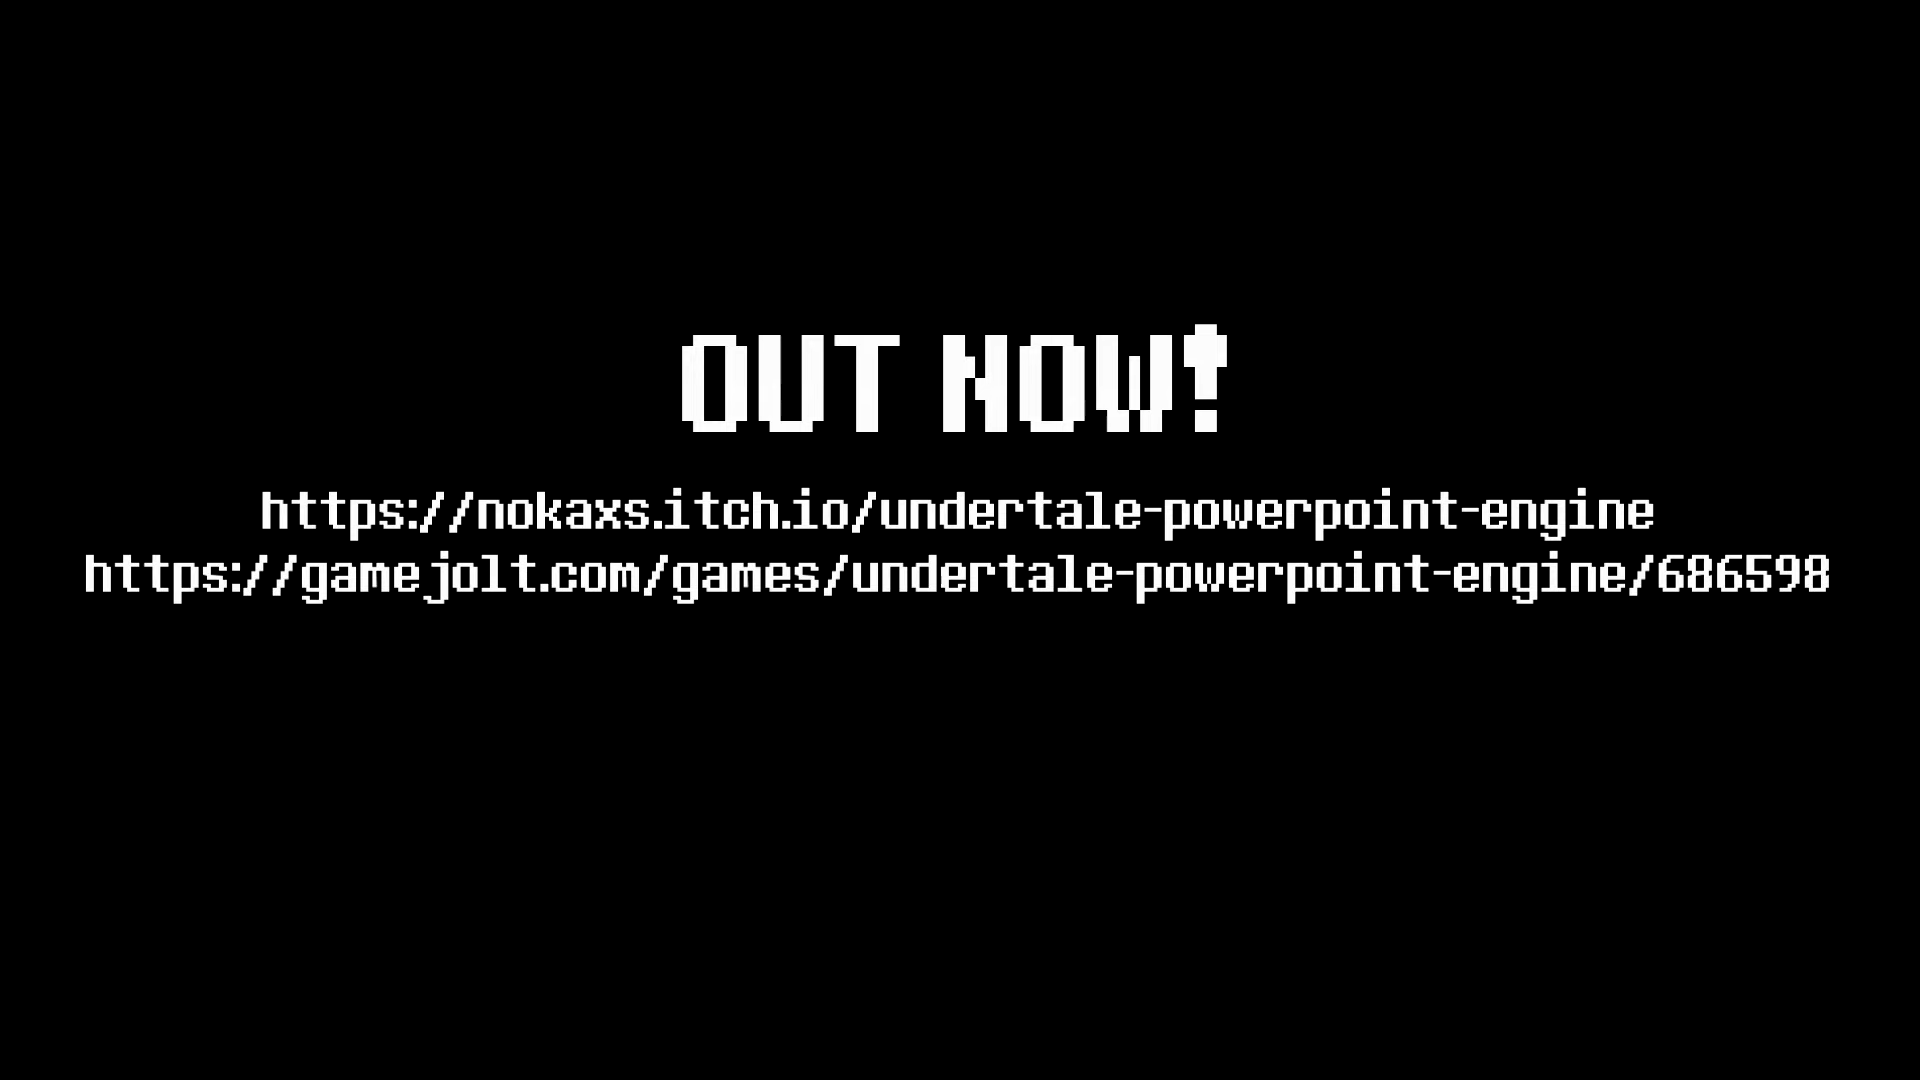 OUT NOW!
https://nokaxs.itch.io/undertale-powerpoint-engine
https://gamejolt.com/games/undertale-powerpoint-engine/686598